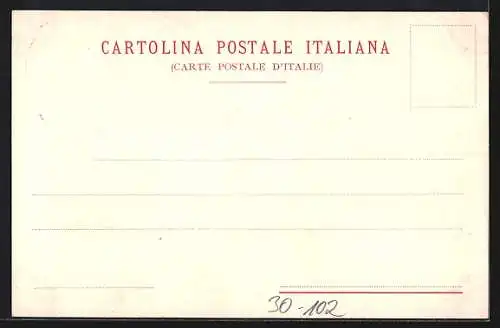 CARTOLINA POSTALE ITALIANA
(CARTE POSTALE D'ITALIE)
30-102